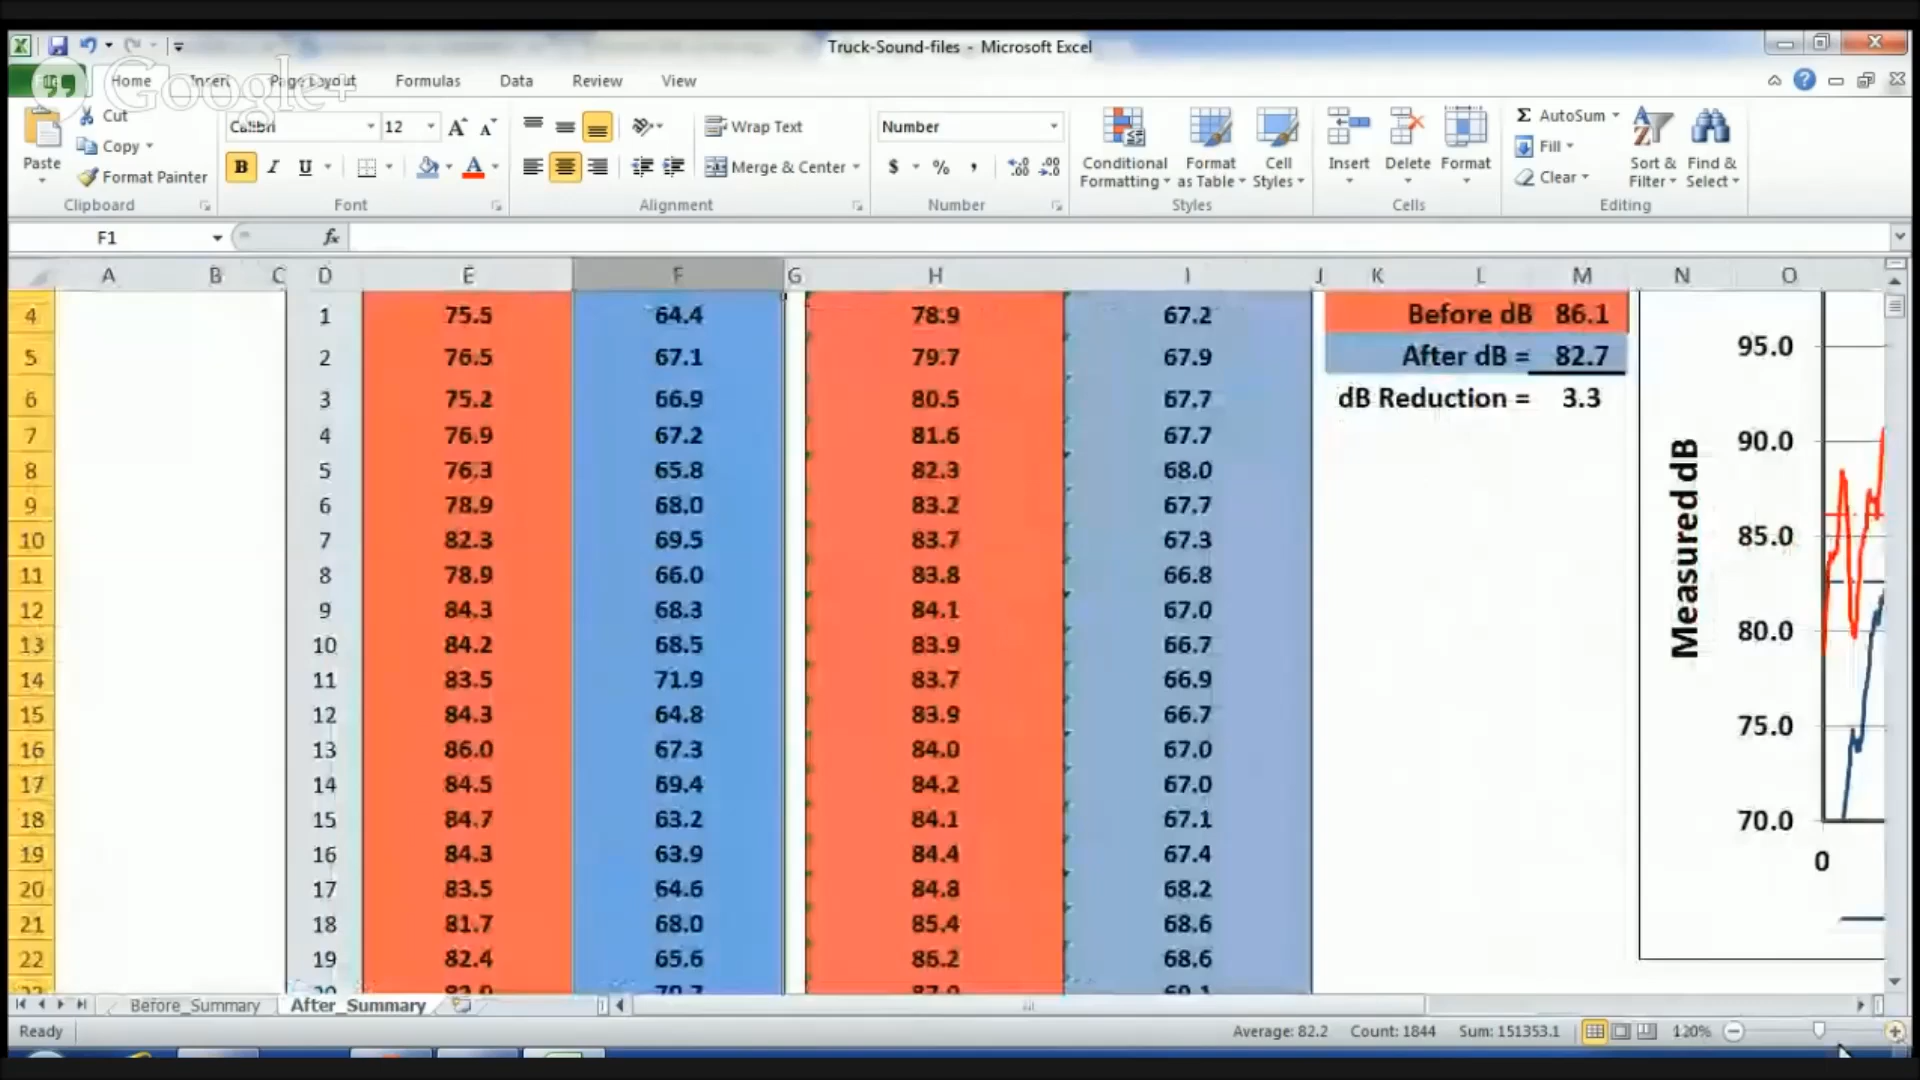 Truck-Sound-files - Microsoft Excel
Google+
Home Insert Page Layout Formulas Data Review View
Paste Cut Copy Format Painter Clipboard
Calibri 12 B I U A Font
Wrap Text Merge & Center Alignment
Number $ % , Number
Conditional Formatting Format as Table Cell Styles Styles
Insert Delete Format Cells
Σ AutoSum Fill Clear Sort & Filter Find & Select Editing
F1 fx
A B C D E F G H I J K L M N O
4 1 75.5 64.4 78.9 67.2 Before dB 86.1
5 2 76.5 67.1 79.7 67.9 After dB = 82.7
6 3 75.2 66.9 80.5 67.7 dB Reduction = 3.3
7 4 76.9 67.2 81.6 67.7
8 5 76.3 65.8 82.3 68.0
9 6 78.9 68.0 83.2 67.7
10 7 82.3 69.5 83.7 67.3
11 8 78.9 66.0 83.8 66.8
12 9 84.3 68.3 84.1 67.0
13 10 84.2 68.5 83.9 66.7
14 11 83.5 71.9 83.7 66.9
15 12 84.3 64.8 83.9 66.7
16 13 86.0 67.3 84.0 67.0
17 14 84.5 69.4 84.2 67.0
18 15 84.7 63.2 84.1 67.1
19 16 84.3 63.9 84.4 67.4
20 17 83.5 64.6 84.8 68.2
21 18 81.7 68.0 85.4 68.6
22 19 82.4 65.6 86.2 68.6
Measured dB
95.0
90.0
85.0
80.0
75.0
70.0
0
Before_Summary After_Summary
Ready Average: 82.2 Count: 1844 Sum: 151353.1 120%